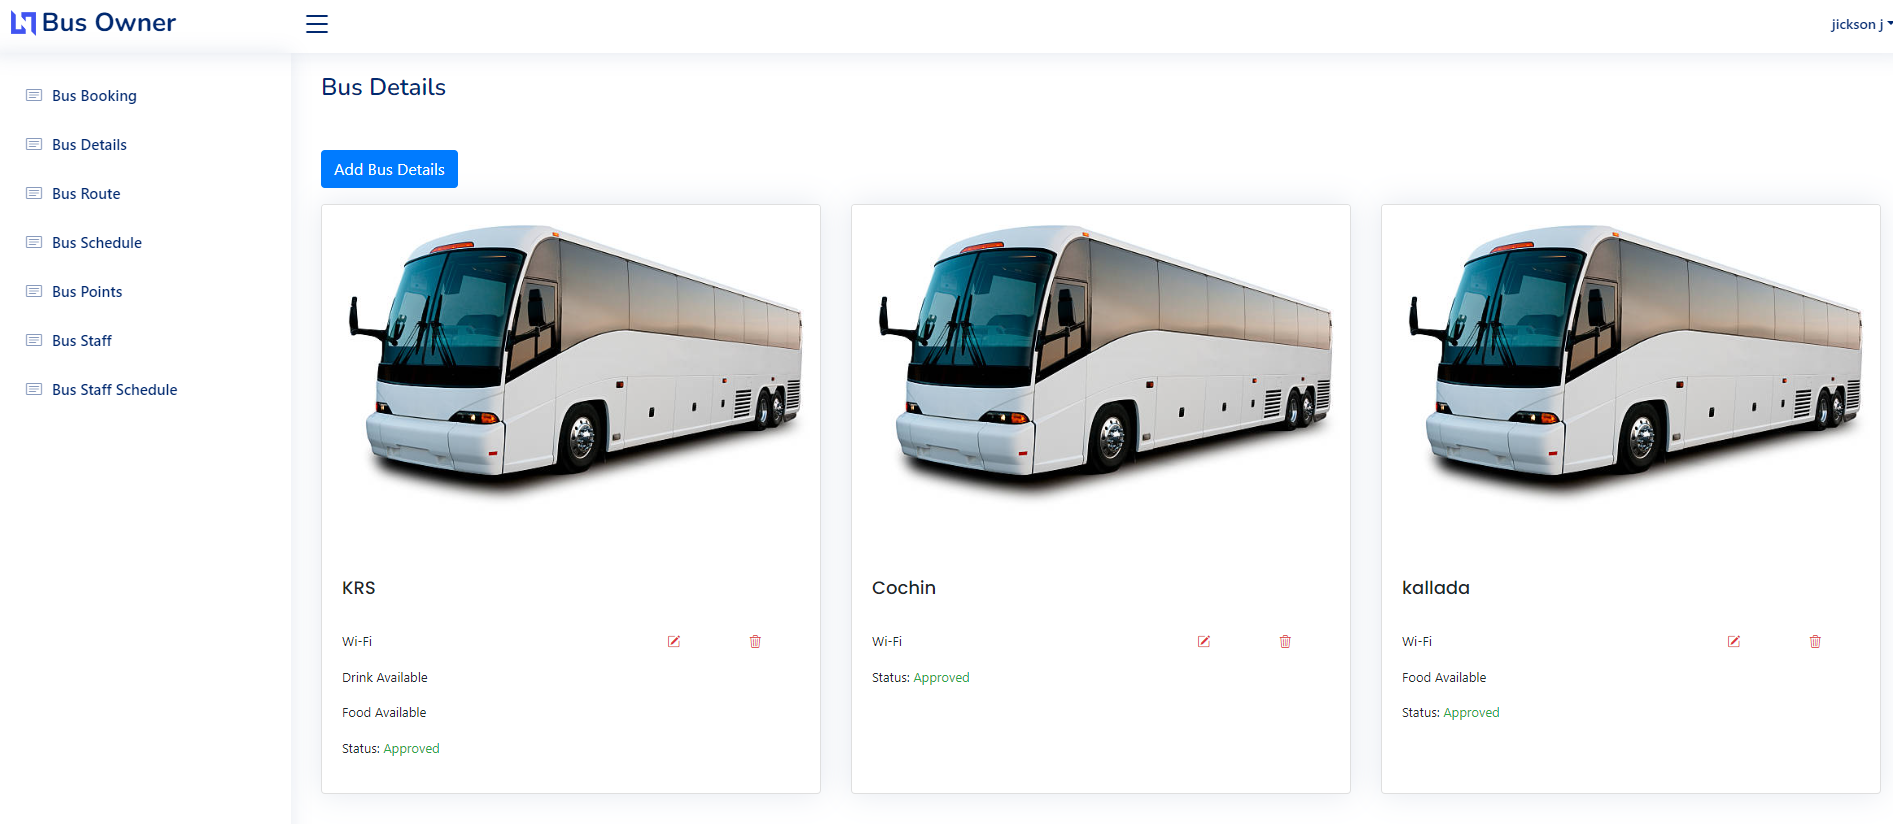 Bus Owner
jickson j
Bus Booking
Bus Details
Bus Route
Bus Schedule
Bus Points
Bus Staff
Bus Staff Schedule
Bus Details
Add Bus Details
KRS
Wi-Fi
Drink Available
Food Available
Status: Approved
Cochin
Wi-Fi
Status: Approved
kallada
Wi-Fi
Food Available
Status: Approved